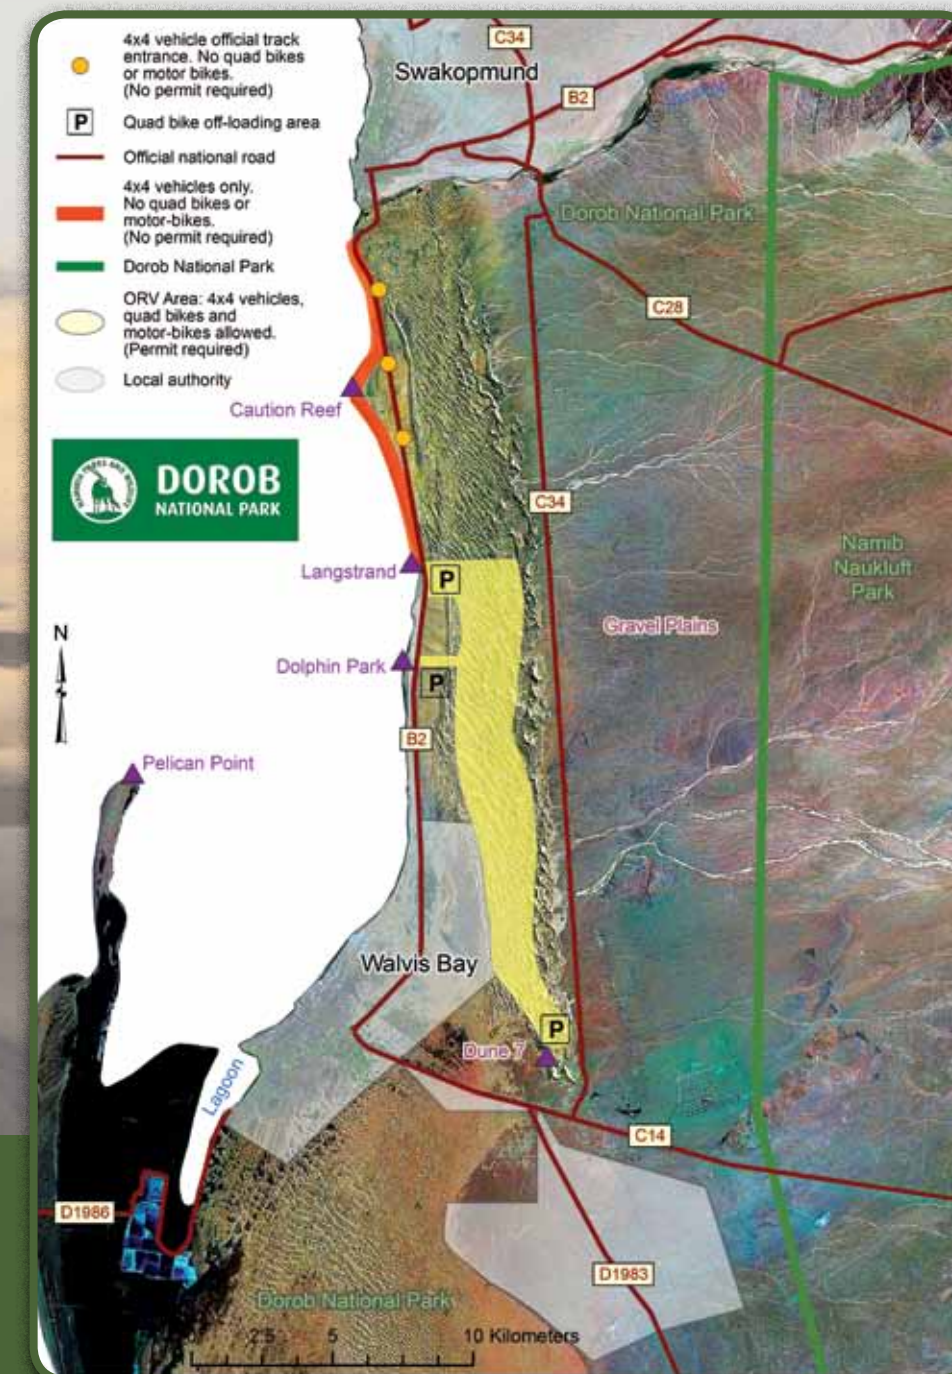 4x4 vehicle official track
entrance. No quad bikes
or motor bikes.
(No permit required)
P
Quad bike off-loading area
Official national road
4x4 vehicles only.
No quad bikes or
motor-bikes.
(No permit required)
Dorob National Park
ORV Area: 4x4 vehicles,
quad bikes and
motor-bikes allowed.
(Permit required)
Local authority
C34
Swakopmund
B2
Dorob National Park
C28
Caution Reef
DOROB
NATIONAL PARK
C34
Namib
Naukluft
Park
Langstrand
P
Gravel Plains
N
Dolphin Park
P
B2
Pelican Point
Walvis Bay
P
Dune 7
Lagoon
C14
D1986
D1983
Dorob National Park
2.5
5
10 Kilometers